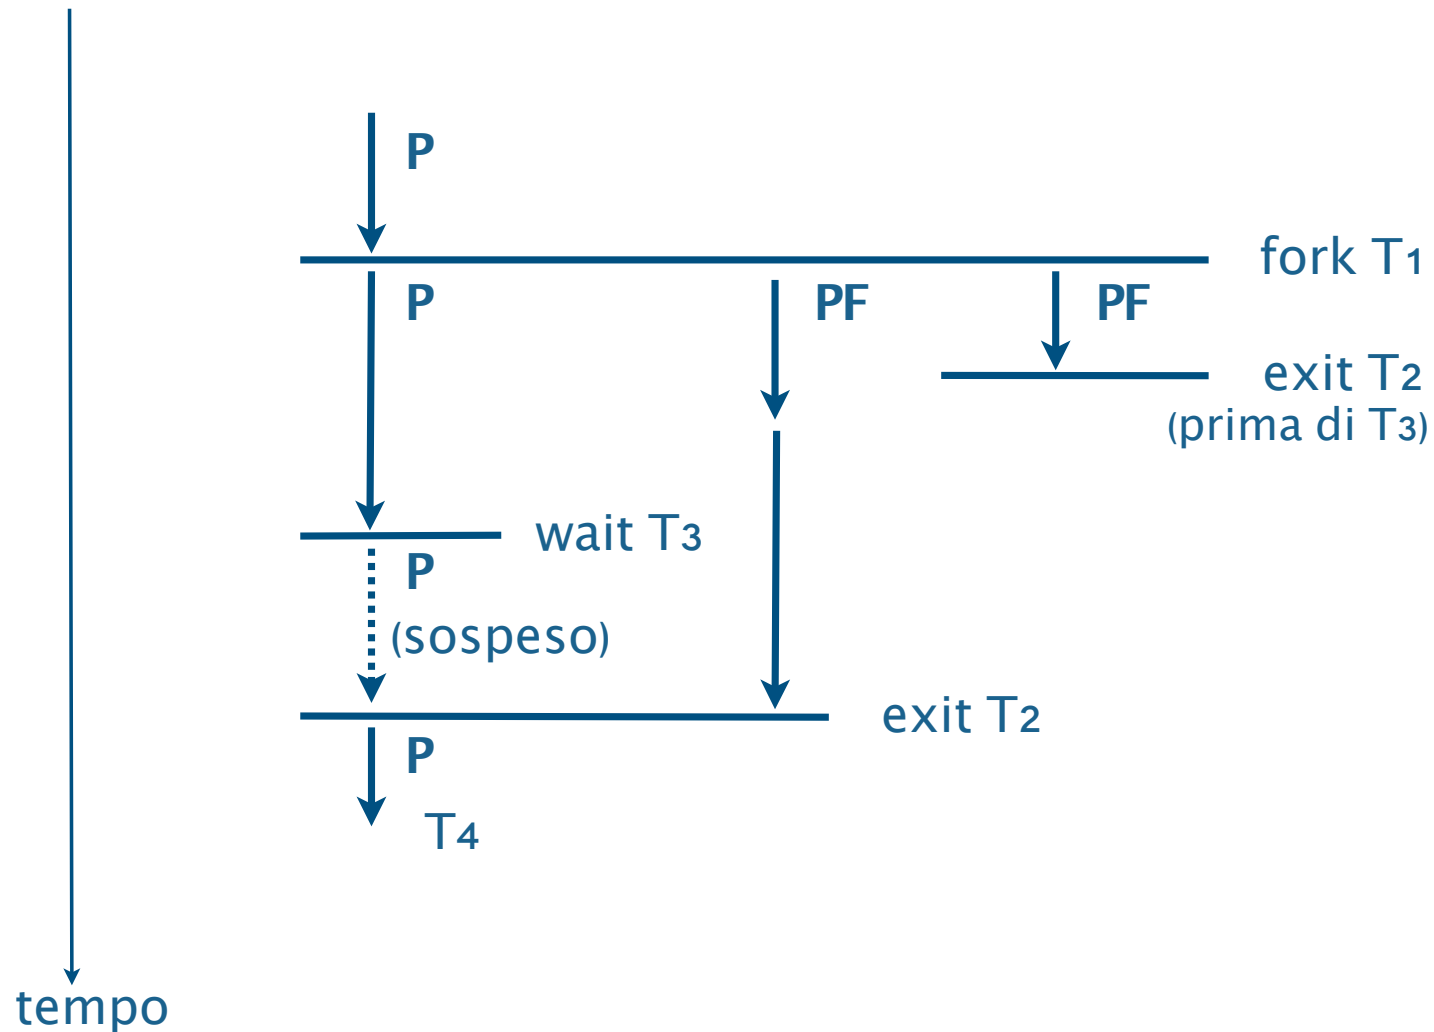 P
fork T1
P
PF
PF
exit T2
(prima di T3)
wait T3
P
(sospeso)
exit T2
P
T4
tempo